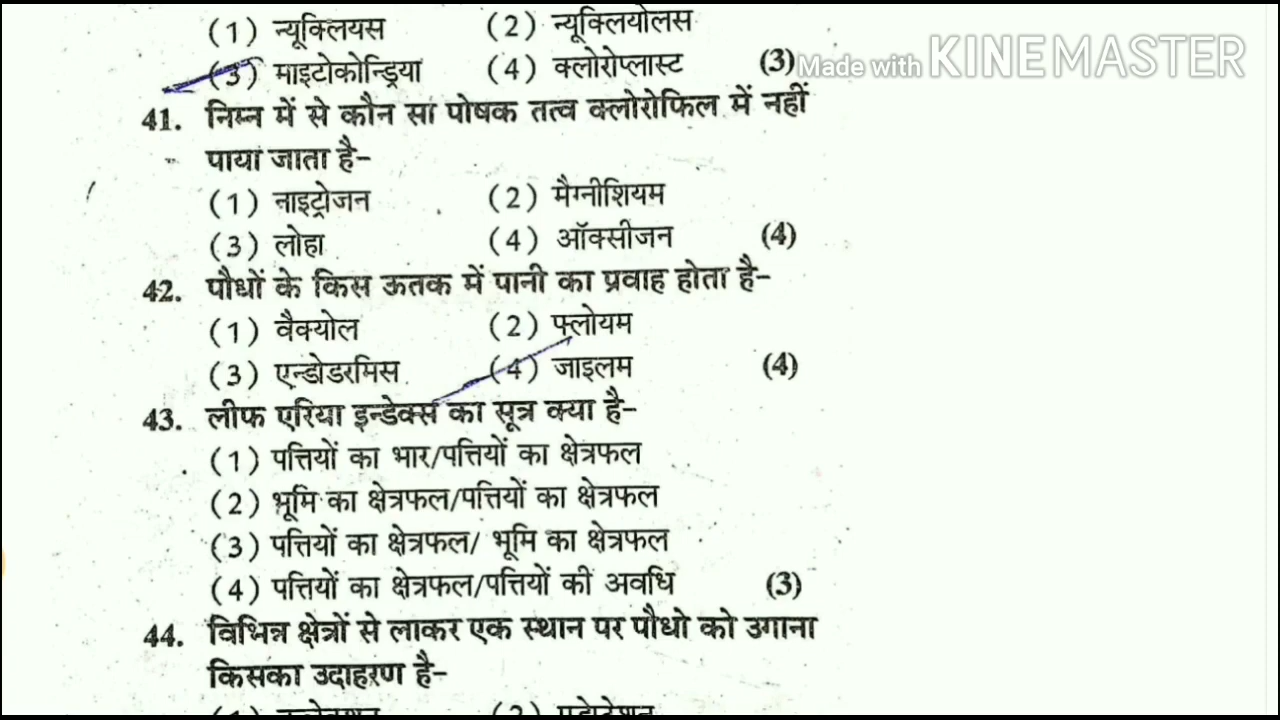 (1) न्यूक्लियस (2) न्यूक्लियोलस
(3) माइटोकोन्ड्रिया (4) क्लोरोप्लास्ट (3)
Made with KINEMASTER
41. निम्न में से कौन सा पोषक तत्व क्लोरोफिल में नहीं
पाया जाता है-
(1) नाइट्रोजन (2) मैग्नीशियम
(3) लोहा (4) ऑक्सीजन (4)
42. पौधों के किस ऊतक में पानी का प्रवाह होता है-
(1) वैक्योल (2) फ्लोयम
(3) एन्डोडरमिस (4) जाइलम (4)
43. लीफ एरिया इन्डेक्स का सूत्र क्या है-
(1) पत्तियों का भार/पत्तियों का क्षेत्रफल
(2) भूमि का क्षेत्रफल/पत्तियों का क्षेत्रफल
(3) पत्तियों का क्षेत्रफल/ भूमि का क्षेत्रफल
(4) पत्तियों का क्षेत्रफल/पत्तियों की अवधि (3)
44. विभिन्न क्षेत्रों से लाकर एक स्थान पर पौधो को उगाना
किसका उदाहरण है-